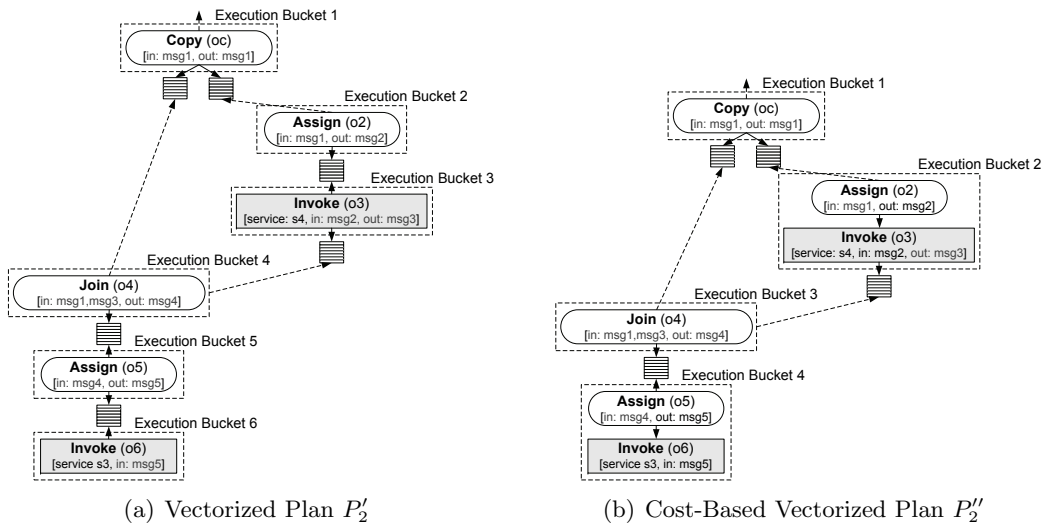 Execution Bucket 1
Copy (oc)
[in: msg1, out: msg1]
Execution Bucket 2
Assign (o2)
[in: msg1, out: msg2]
Execution Bucket 3
Invoke (o3)
[service: s4, in: msg2, out: msg3]
Execution Bucket 4
Join (o4)
[in: msg1,msg3, out: msg4]
Execution Bucket 5
Assign (o5)
[in: msg4, out: msg5]
Execution Bucket 6
Invoke (o6)
[service s3, in: msg5]
(a) Vectorized Plan P′₂
Execution Bucket 1
Copy (oc)
[in: msg1, out: msg1]
Execution Bucket 2
Assign (o2)
[in: msg1, out: msg2]
Invoke (o3)
[service: s4, in: msg2, out: msg3]
Execution Bucket 3
Join (o4)
[in: msg1,msg3, out: msg4]
Execution Bucket 4
Assign (o5)
[in: msg4, out: msg5]
Invoke (o6)
[service s3, in: msg5]
(b) Cost-Based Vectorized Plan P″₂